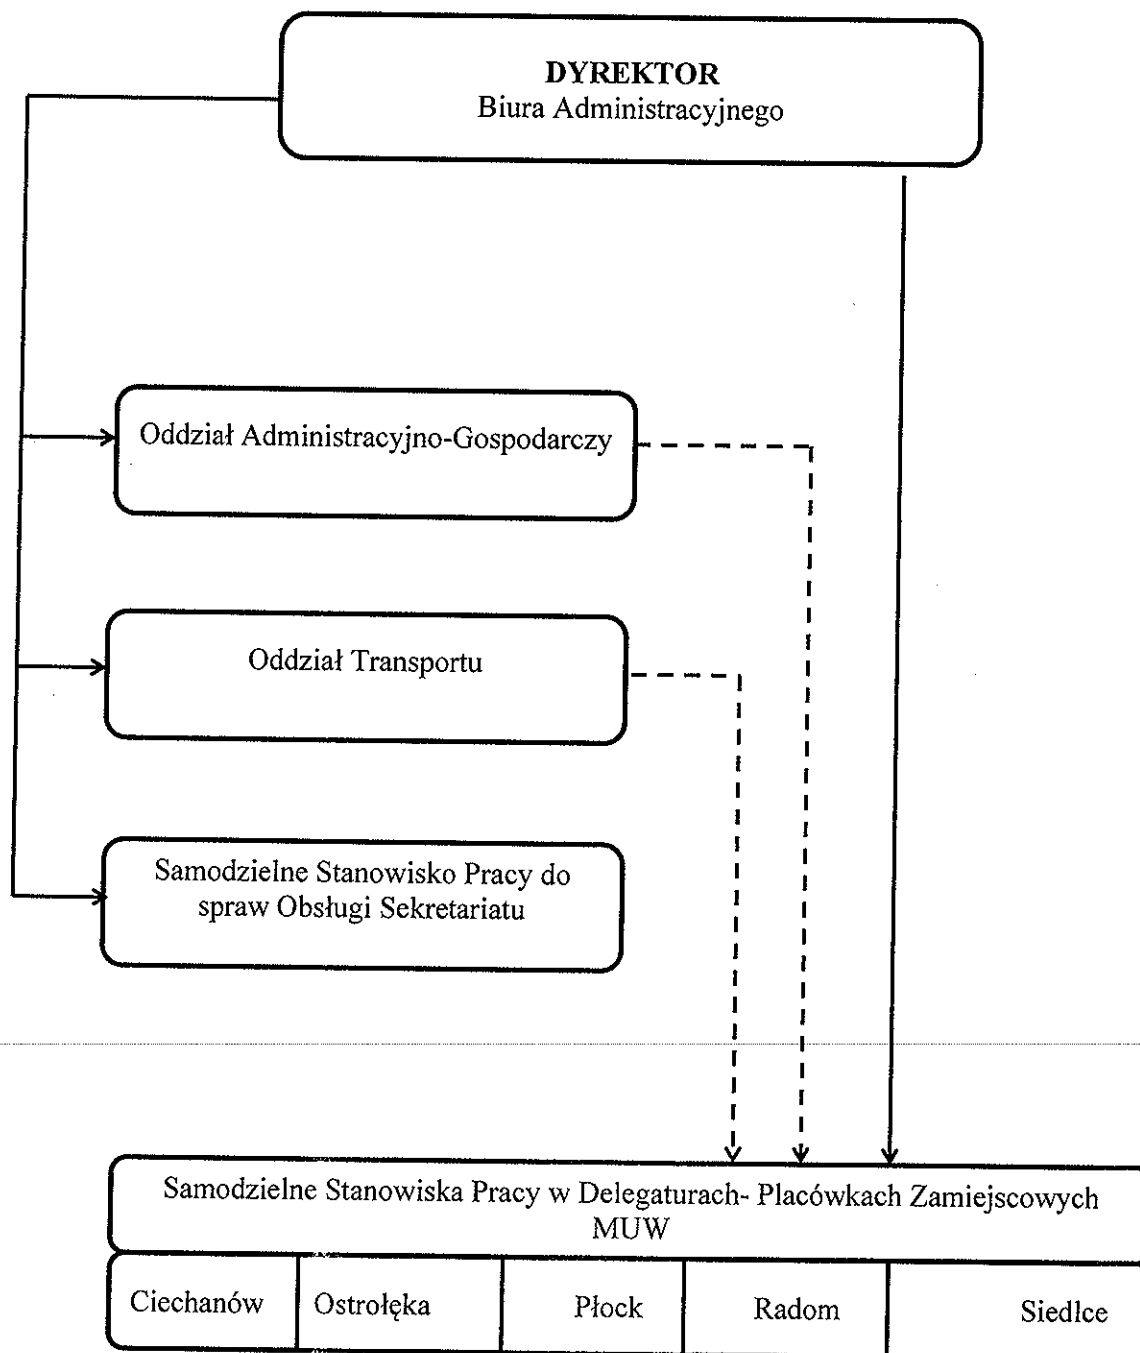 DYREKTOR
Biura Administracyjnego
Oddział Administracyjno-Gospodarczy
Oddział Transportu
Samodzielne Stanowisko Pracy do
spraw Obsługi Sekretariatu
Samodzielne Stanowiska Pracy w Delegaturach- Placówkach Zamiejscowych
MUW
Ciechanów
Ostrołęka
Płock
Radom
Siedlce